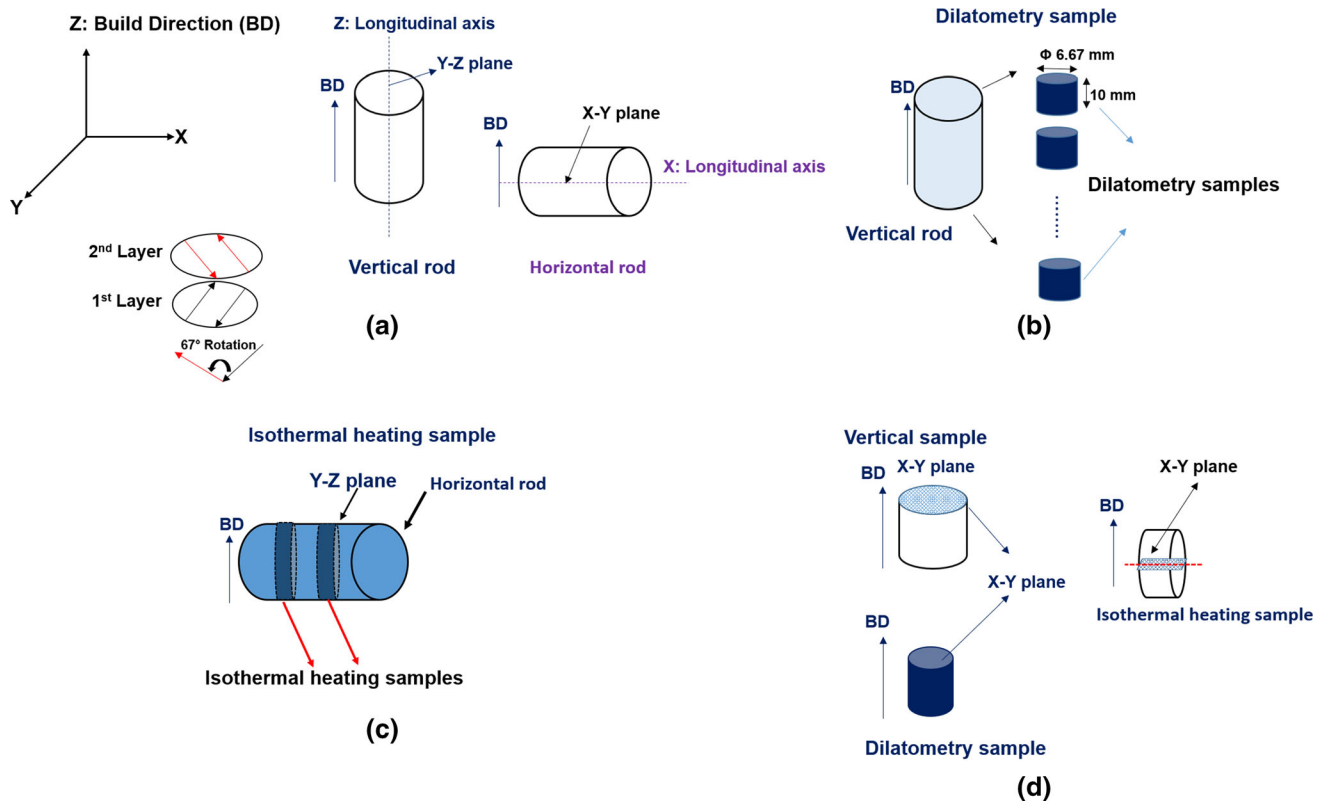 Z: Build Direction (BD)
X
Y
2nd Layer
1st Layer
67° Rotation
Z: Longitudinal axis
Y-Z plane
BD
Vertical rod
BD
X-Y plane
X: Longitudinal axis
Horizontal rod
(a)
Dilatometry sample
Φ 6.67 mm
BD
10 mm
Dilatometry samples
Vertical rod
(b)
Isothermal heating sample
Y-Z plane
Horizontal rod
BD
Isothermal heating samples
(c)
Vertical sample
X-Y plane
BD
X-Y plane
BD
X-Y plane
Isothermal heating sample
BD
Dilatometry sample
(d)